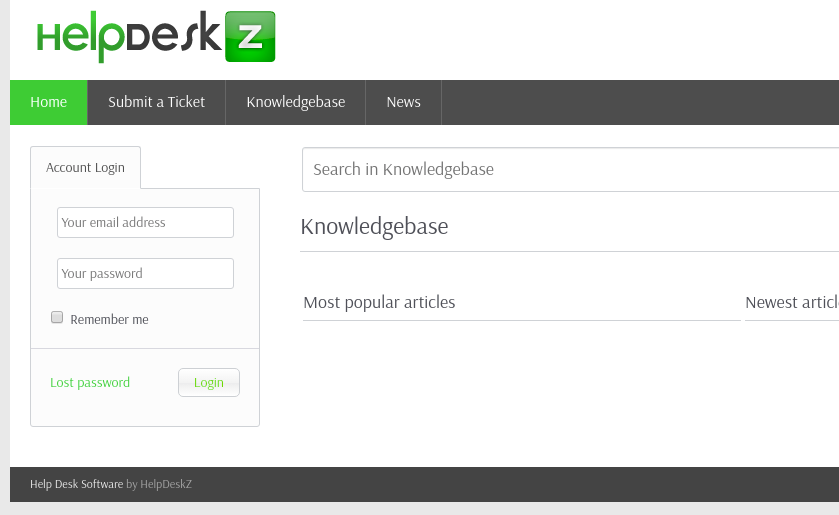 HelpDesk Z
Home Submit a Ticket Knowledgebase News
Account Login
Your email address
Your password
Remember me
Lost password Login
Search in Knowledgebase
Knowledgebase
Most popular articles Newest articl
Help Desk Software by HelpDeskZ